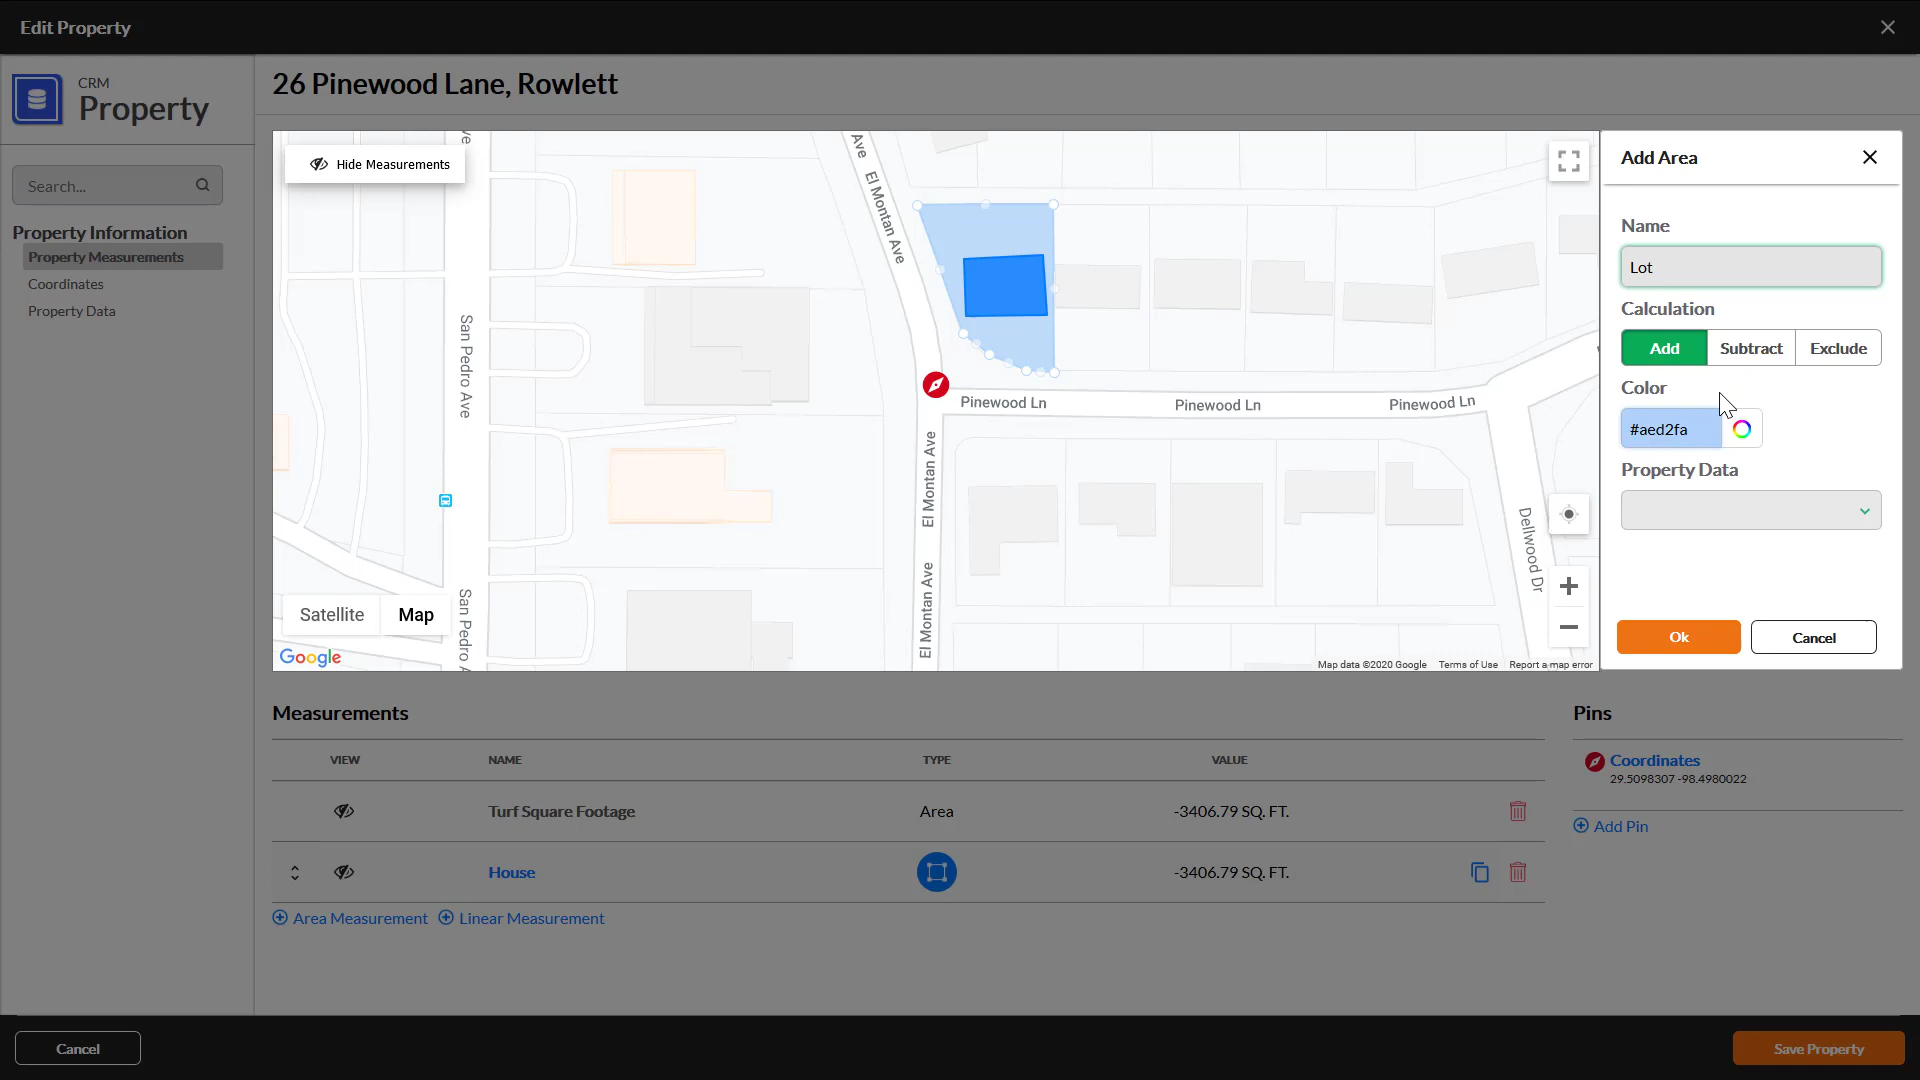 Edit Property
CRM
Property
Search...
Property Information
Property Measurements
Coordinates
Property Data
26 Pinewood Lane, Rowlett
Hide Measurements
ve
Ave
El Montan Ave
San Pedro Ave
Pinewood Ln
Pinewood Ln
Pinewood Ln
El Montan Ave
El Montan Ave
San Pedro A
Dellwood Dr
Satellite
Map
Google
Map data ©2020 Google
Terms of Use
Report a map error
Add Area
Name
Lot
Calculation
Add
Subtract
Exclude
Color
#aed2fa
Property Data
Ok
Cancel
Measurements
VIEW NAME TYPE VALUE
Turf Square Footage Area -3406.79 SQ. FT.
House -3406.79 SQ. FT.
Area Measurement Linear Measurement
Pins
Coordinates
29.5098307 -98.4980022
Add Pin
Cancel
Save Property